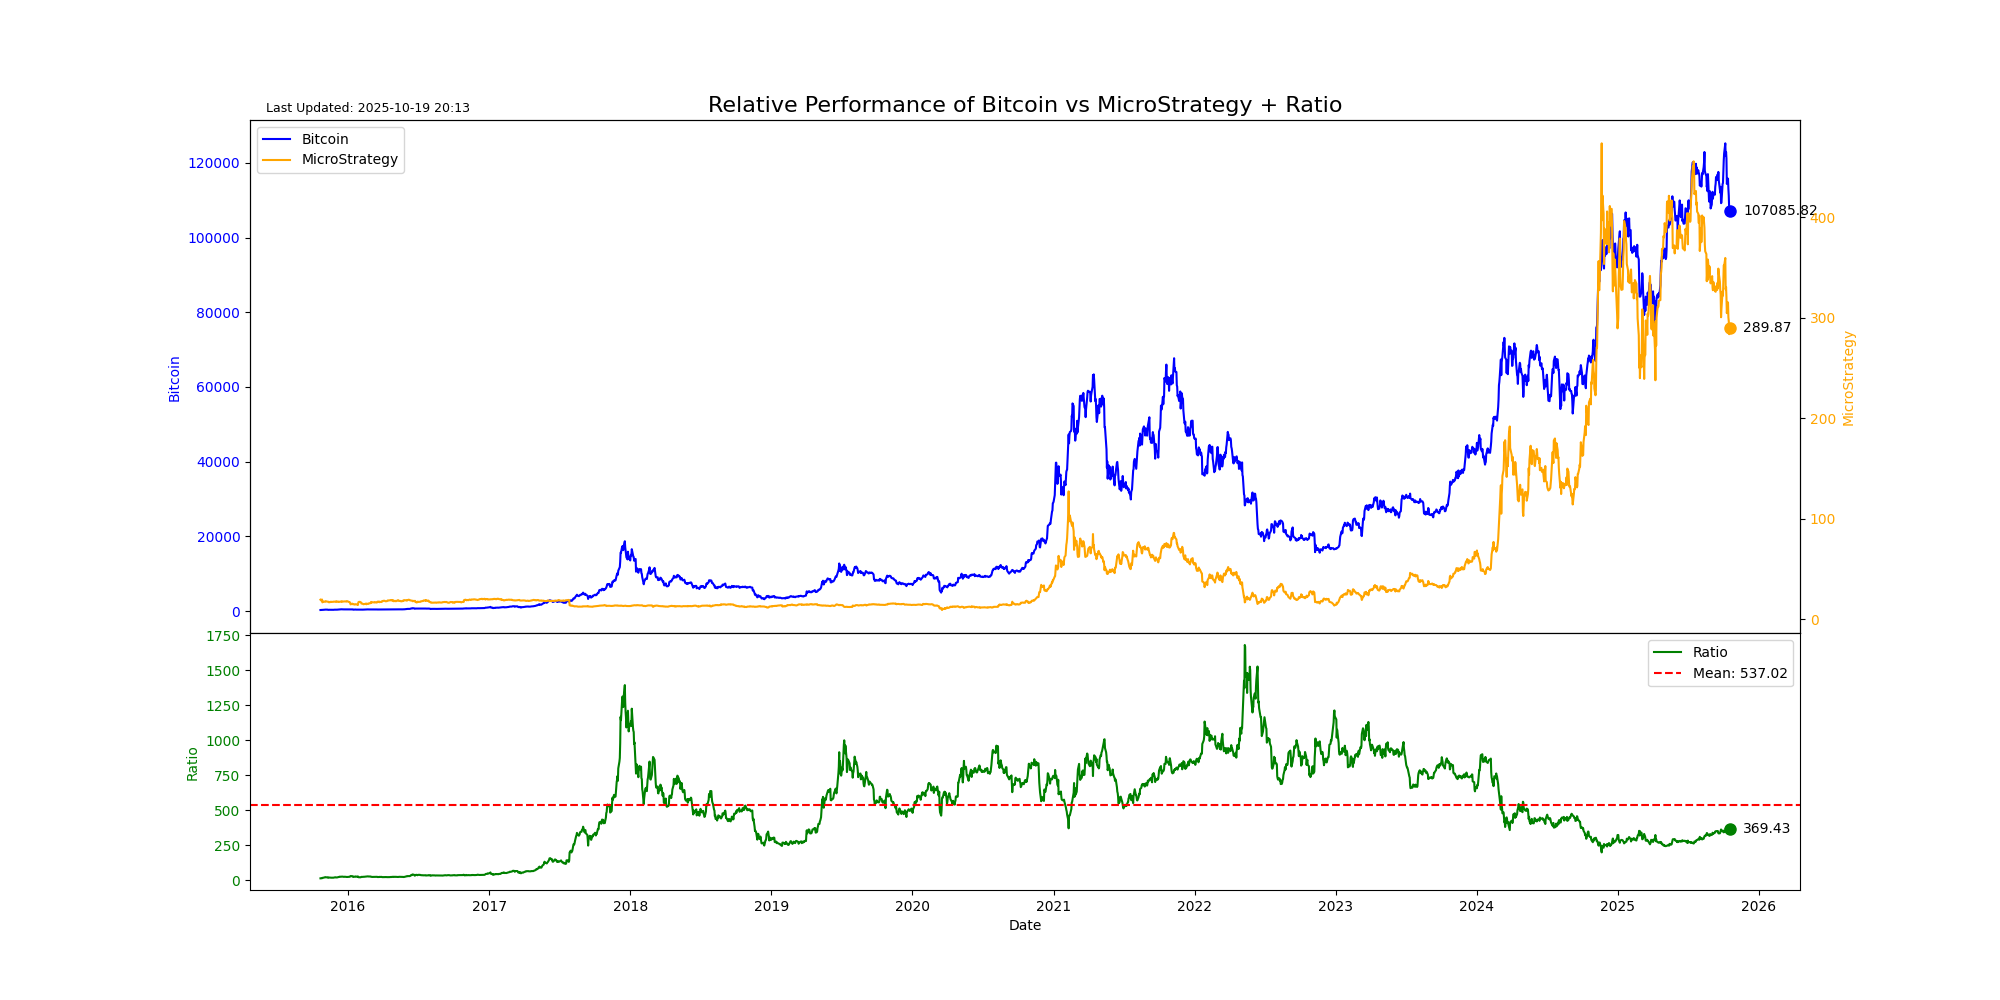 Last Updated: 2025-10-19 20:13
Relative Performance of Bitcoin vs MicroStrategy + Ratio
Bitcoin
MicroStrategy
120000
100000
80000
60000
40000
20000
0
Bitcoin
107085.82
289.87
400
300
200
100
0
MicroStrategy
1750
1500
1250
1000
750
500
250
0
Ratio
Ratio
Mean: 537.02
369.43
2016 2017 2018 2019 2020 2021 2022 2023 2024 2025 2026
Date